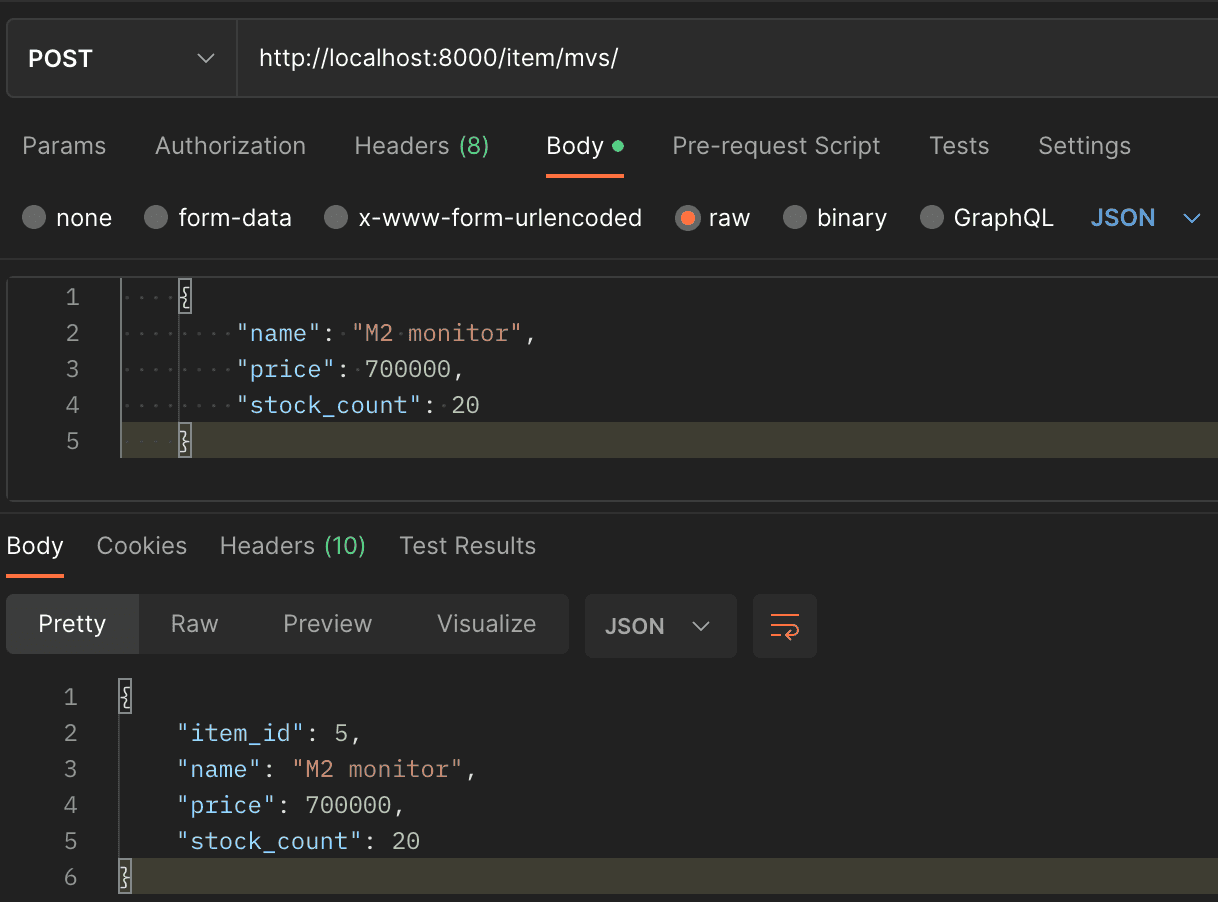 POST http://localhost:8000/item/mvs/
Params Authorization Headers (8) Body Pre-request Script Tests Settings
none form-data x-www-form-urlencoded raw binary GraphQL JSON
1 {
2 "name": "M2 monitor",
3 "price": 700000,
4 "stock_count": 20
5 }
Body Cookies Headers (10) Test Results
Pretty Raw Preview Visualize JSON
1 {
2 "item_id": 5,
3 "name": "M2 monitor",
4 "price": 700000,
5 "stock_count": 20
6 }